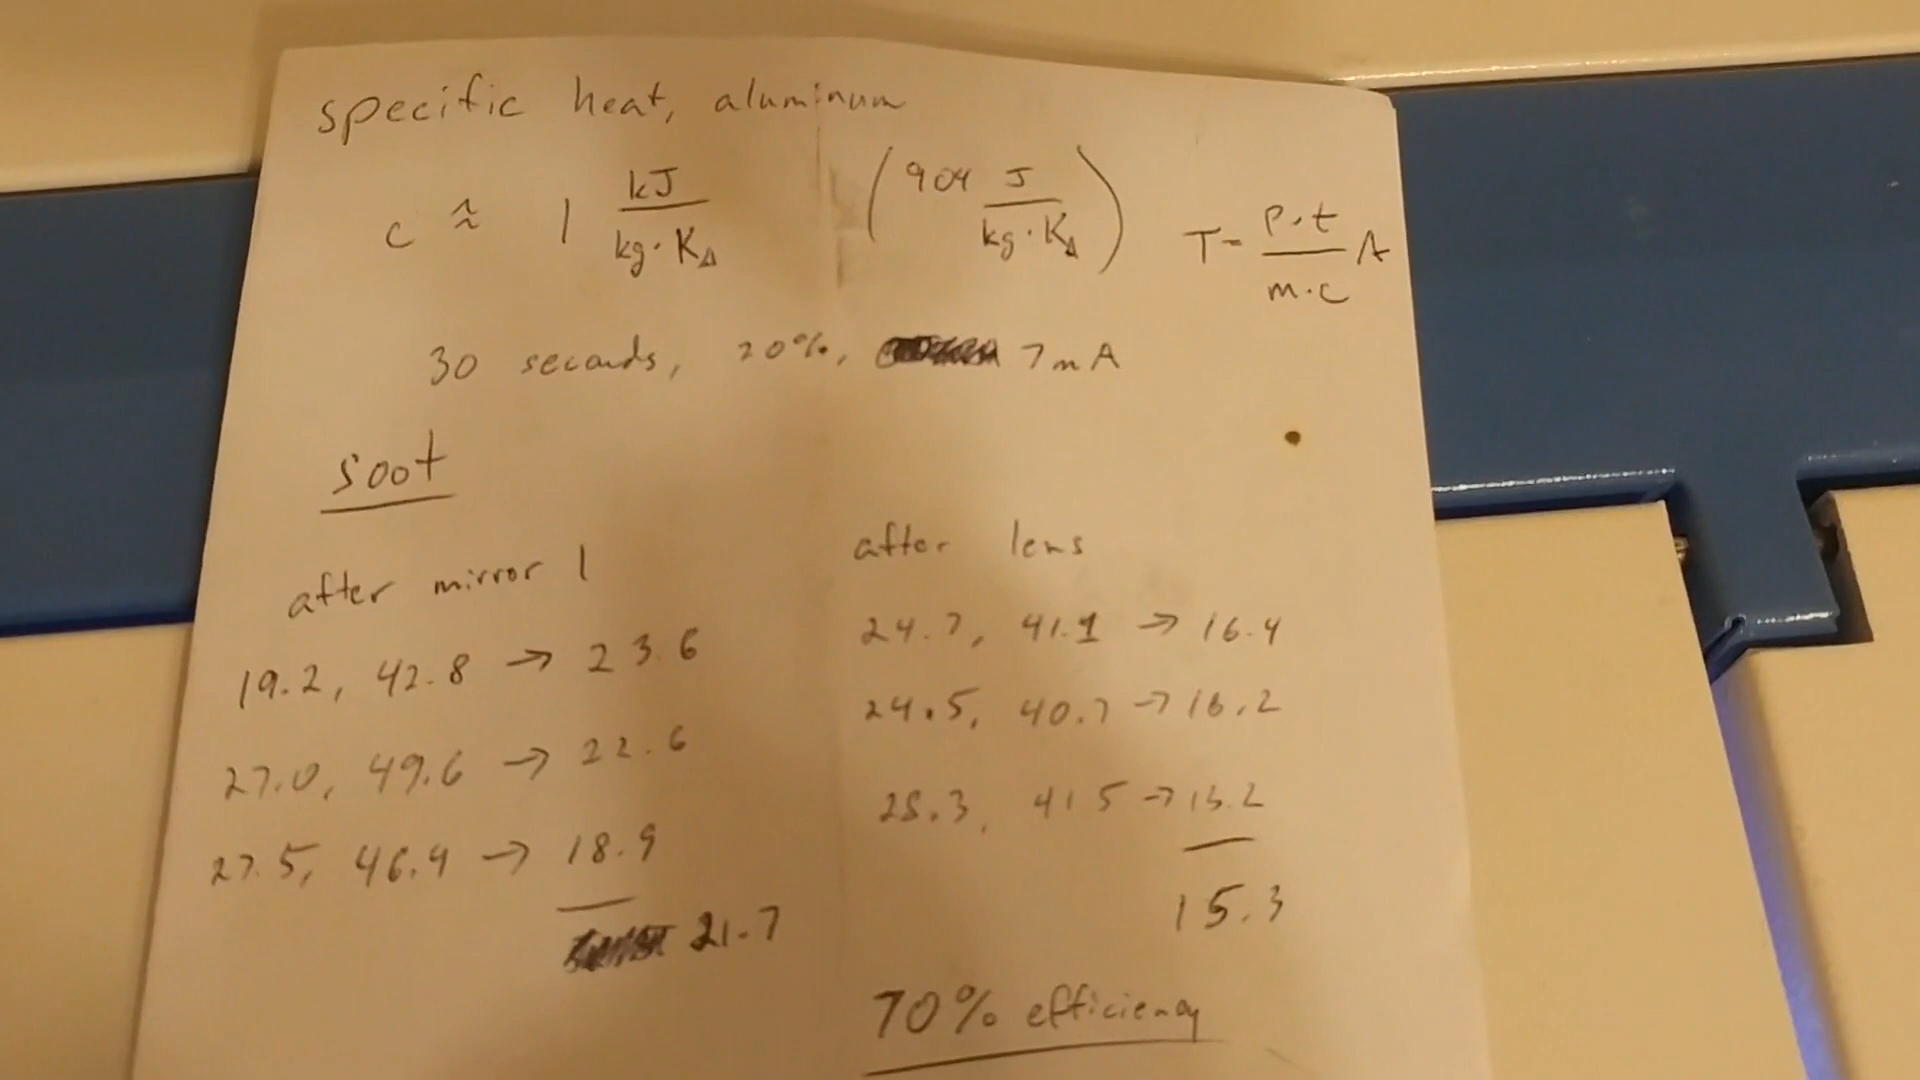 specific heat, aluminum
c ≈ 1 kJ/kg·K△ (904 J/kg·K△) T = P·t/m·c A
30 seconds, 20%, 7mA
soot
after mirror 1
19.2, 42.8 → 23.6
27.0, 49.6 → 22.6
27.5, 46.4 → 18.9
21.7
after lens
24.7, 41.1 → 16.4
24.5, 40.7 → 16.2
28.3, 41.5 → 13.2
15.3
70% efficiency